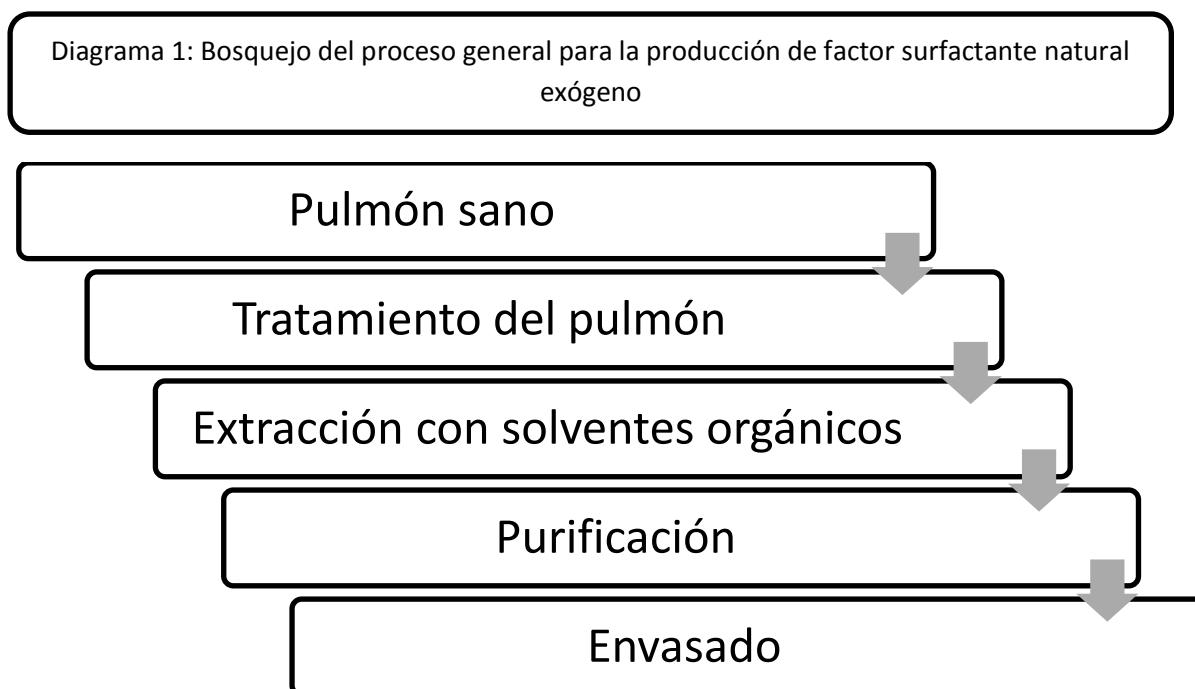 Diagrama 1: Bosquejo del proceso general para la producción de factor surfactante natural
exógeno
Pulmón sano
Tratamiento del pulmón
Extracción con solventes orgánicos
Purificación
Envasado